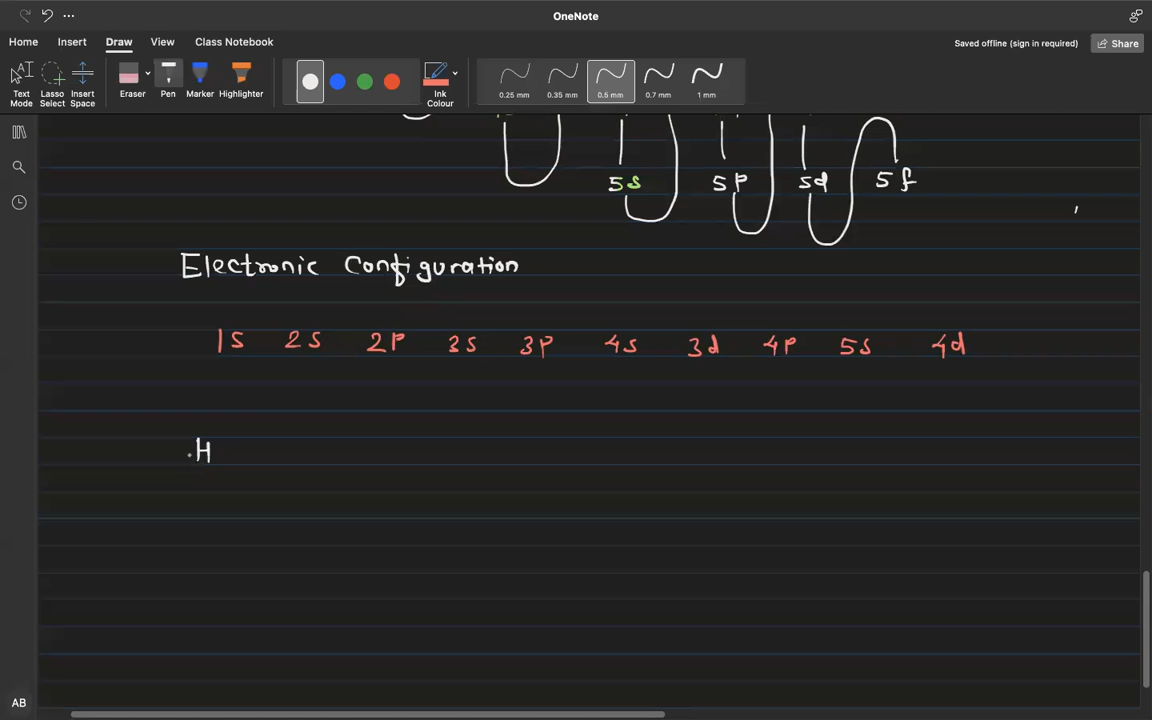 OneNote
Home Insert Draw View Class Notebook
Saved offline (sign in required) Share
Text Mode Lasso Select Insert Space Eraser Pen Marker Highlighter Ink Colour 0.25 mm 0.35 mm 0.5 mm 0.7 mm 1 mm
5s 5p 5d 5f
Electronic Configuration
1s 2s 2p 3s 3p 4s 3d 4p 5s 4d
H
AB